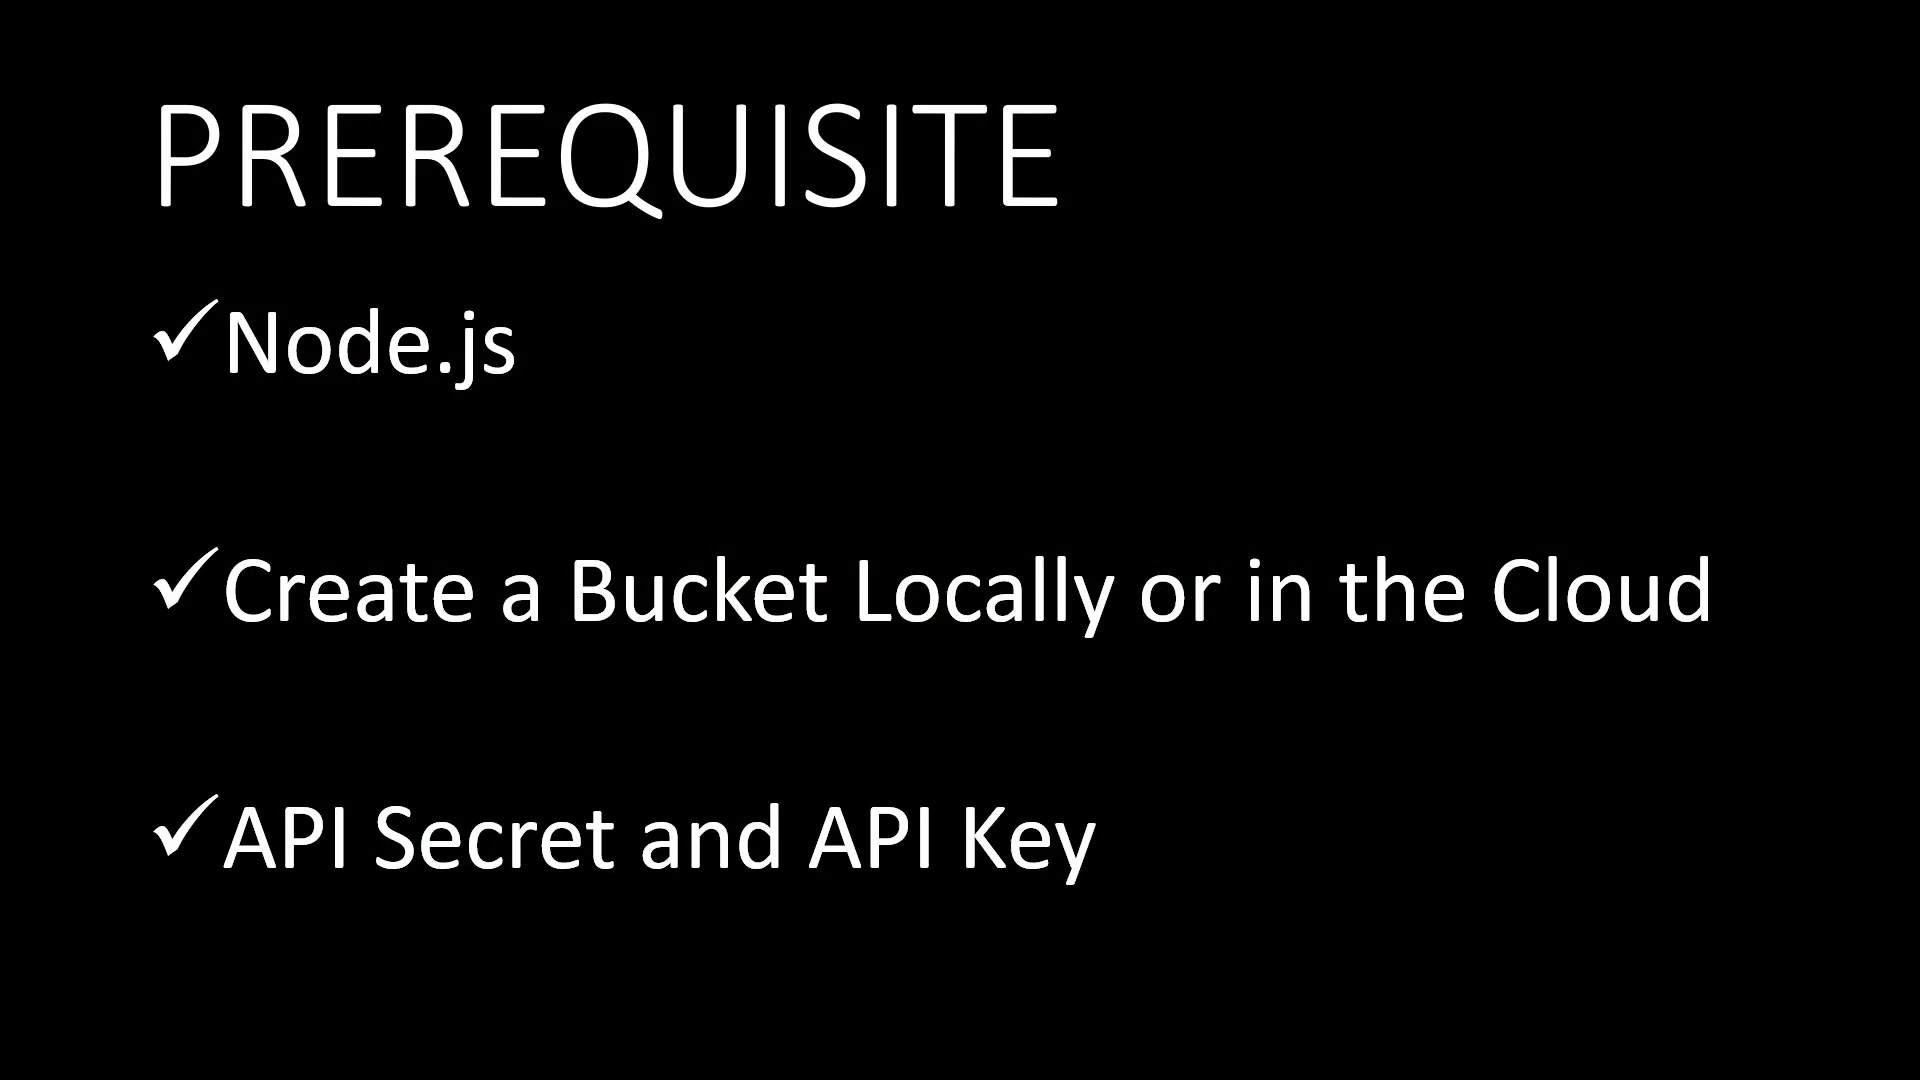 PREREQUISITE
✓Node.js
✓Create a Bucket Locally or in the Cloud
✓API Secret and API Key